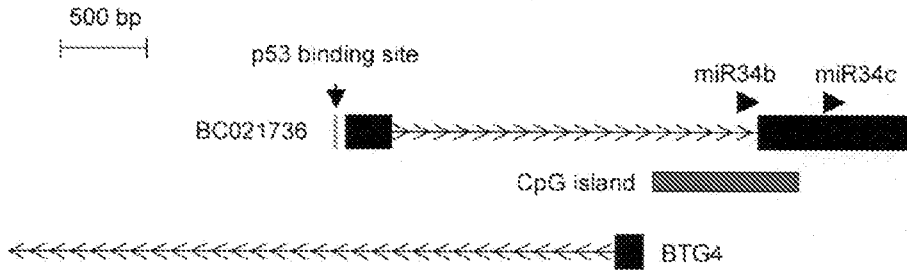 500 bp
p53 binding site
miR34b
miR34c
BC021736
CpG island
BTG4